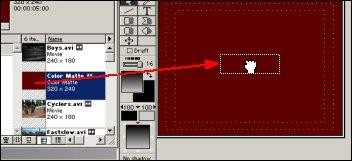 00:00:05:00
6 ite...
Name
Boys.avi
Movie
240 x 180
Color Matte
Color Matte
320 x 240
Cyclers.avi
Movie
240 x 180
Fastslow.avi
Movie
Draft
16
No shadow